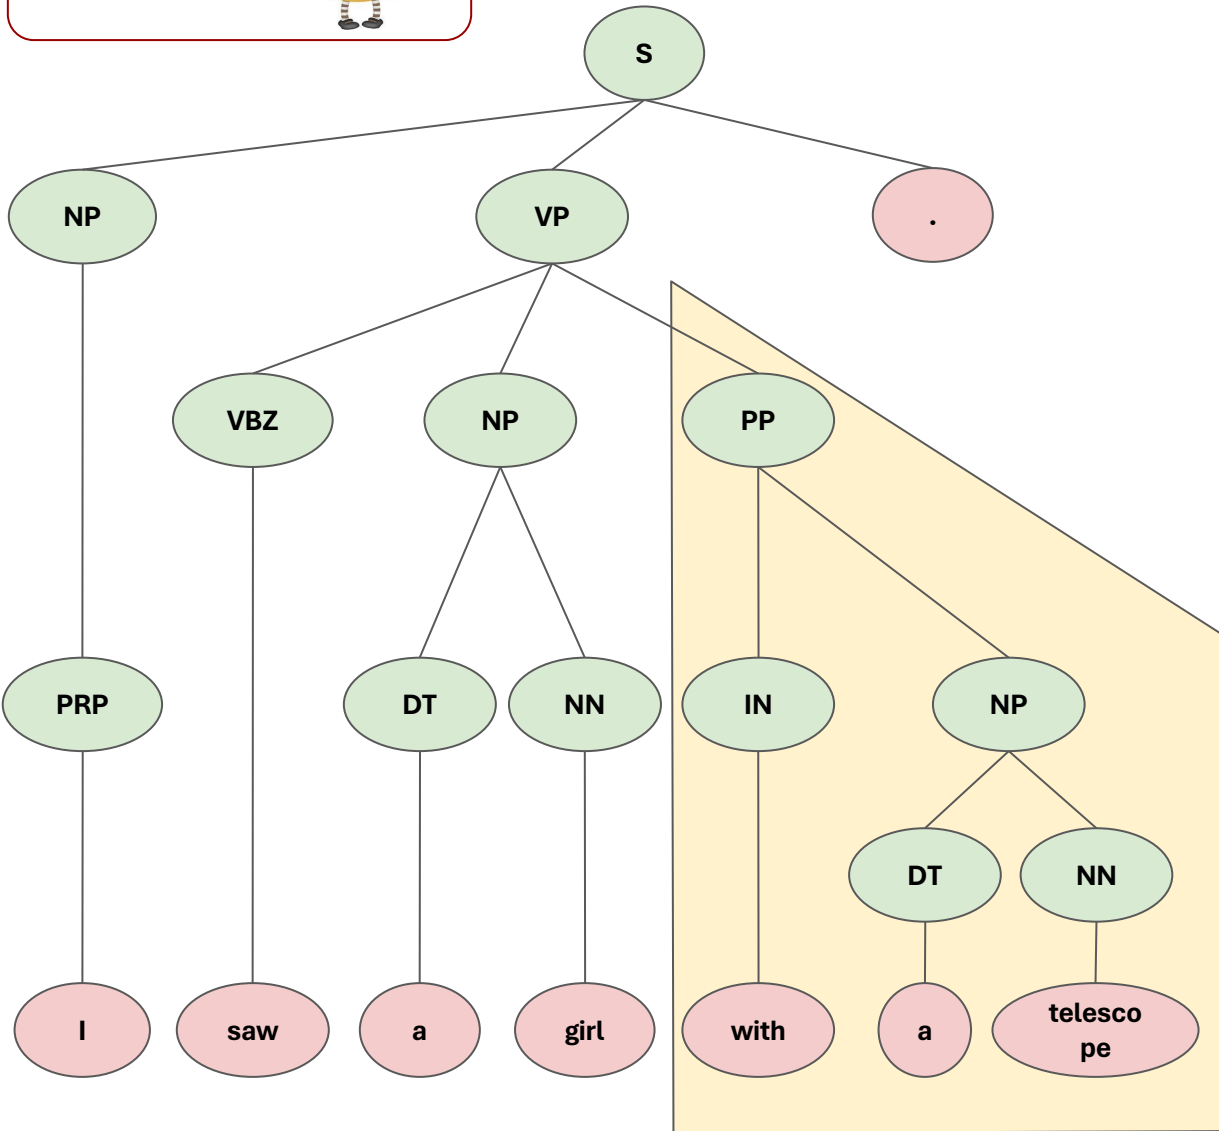 S
NP
VP
.
VBZ
NP
PP
PRP
DT
NN
IN
NP
DT
NN
I
saw
a
girl
with
a
telesco
pe